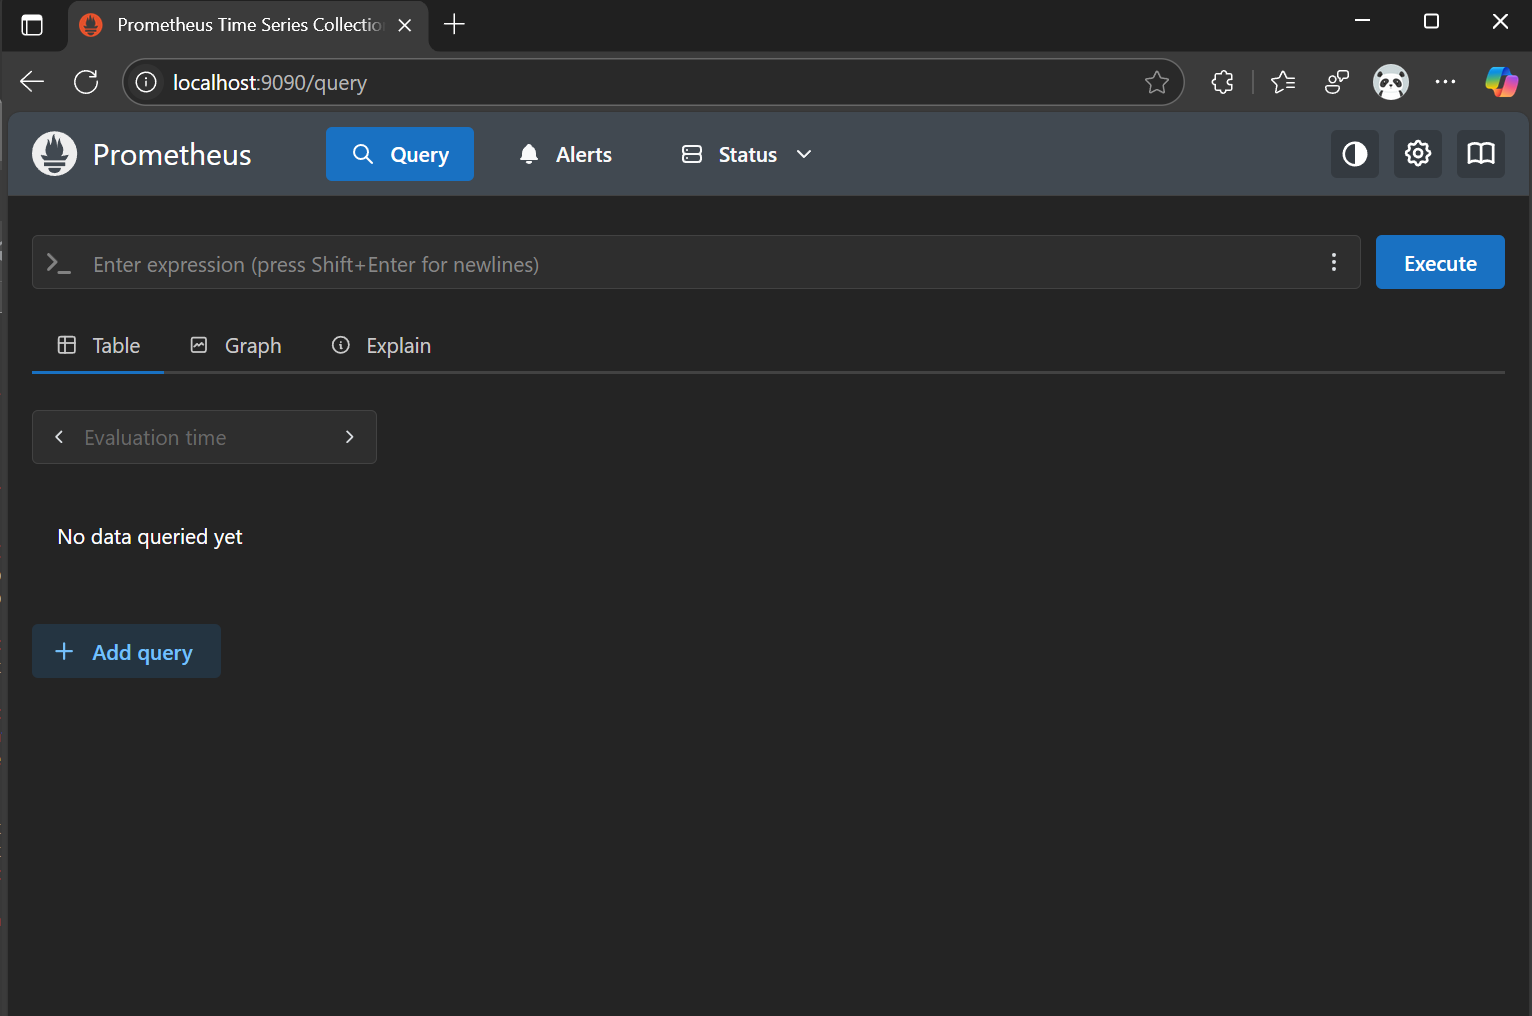 Prometheus Time Series Collectio
localhost:9090/query
Prometheus
Query
Alerts
Status
Enter expression (press Shift+Enter for newlines)
Execute
Table
Graph
Explain
Evaluation time
No data queried yet
Add query